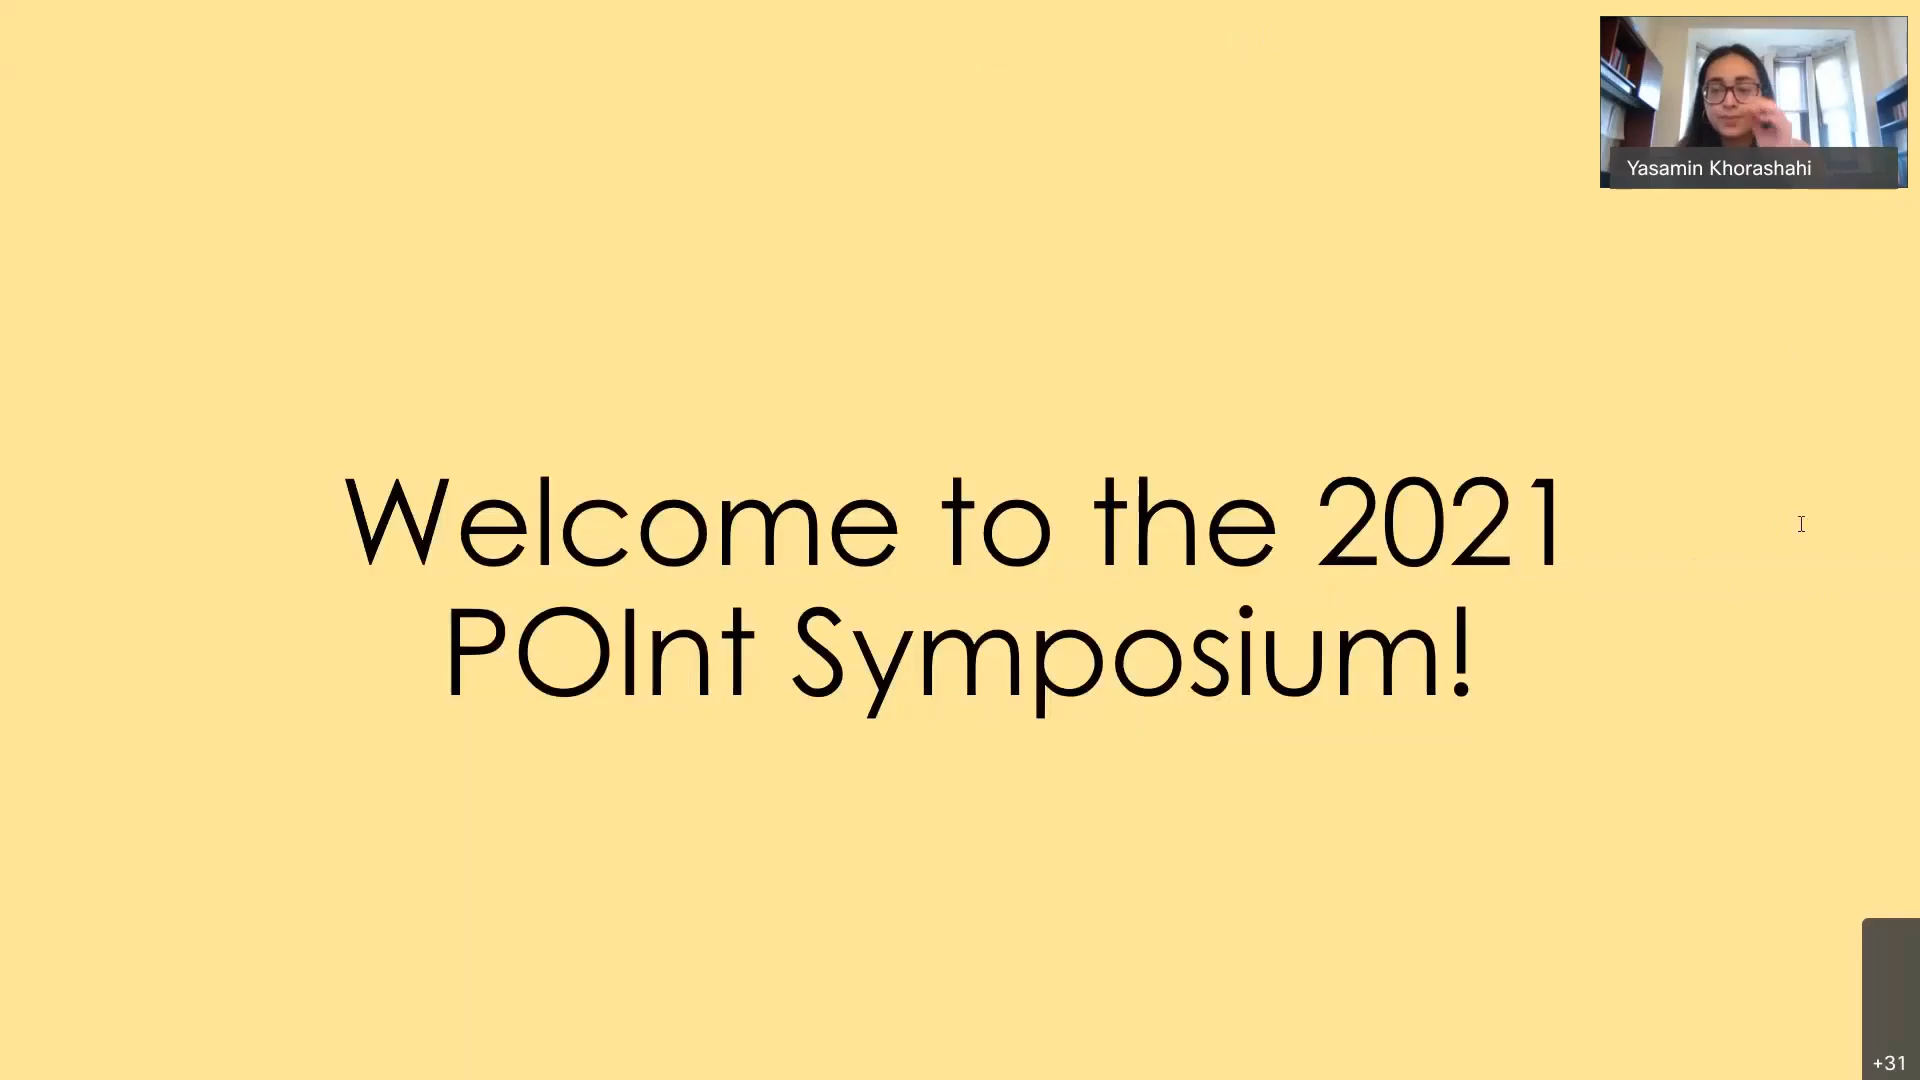 Yasamin Khorashahi
Welcome to the 2021
POInt Symposium!
+31